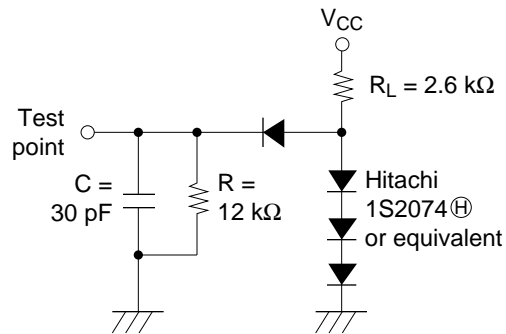 V_CC
R_L = 2.6 kΩ
Test
point
C =
30 pF
R =
12 kΩ
Hitachi
1S2074Ⓗ
or equivalent